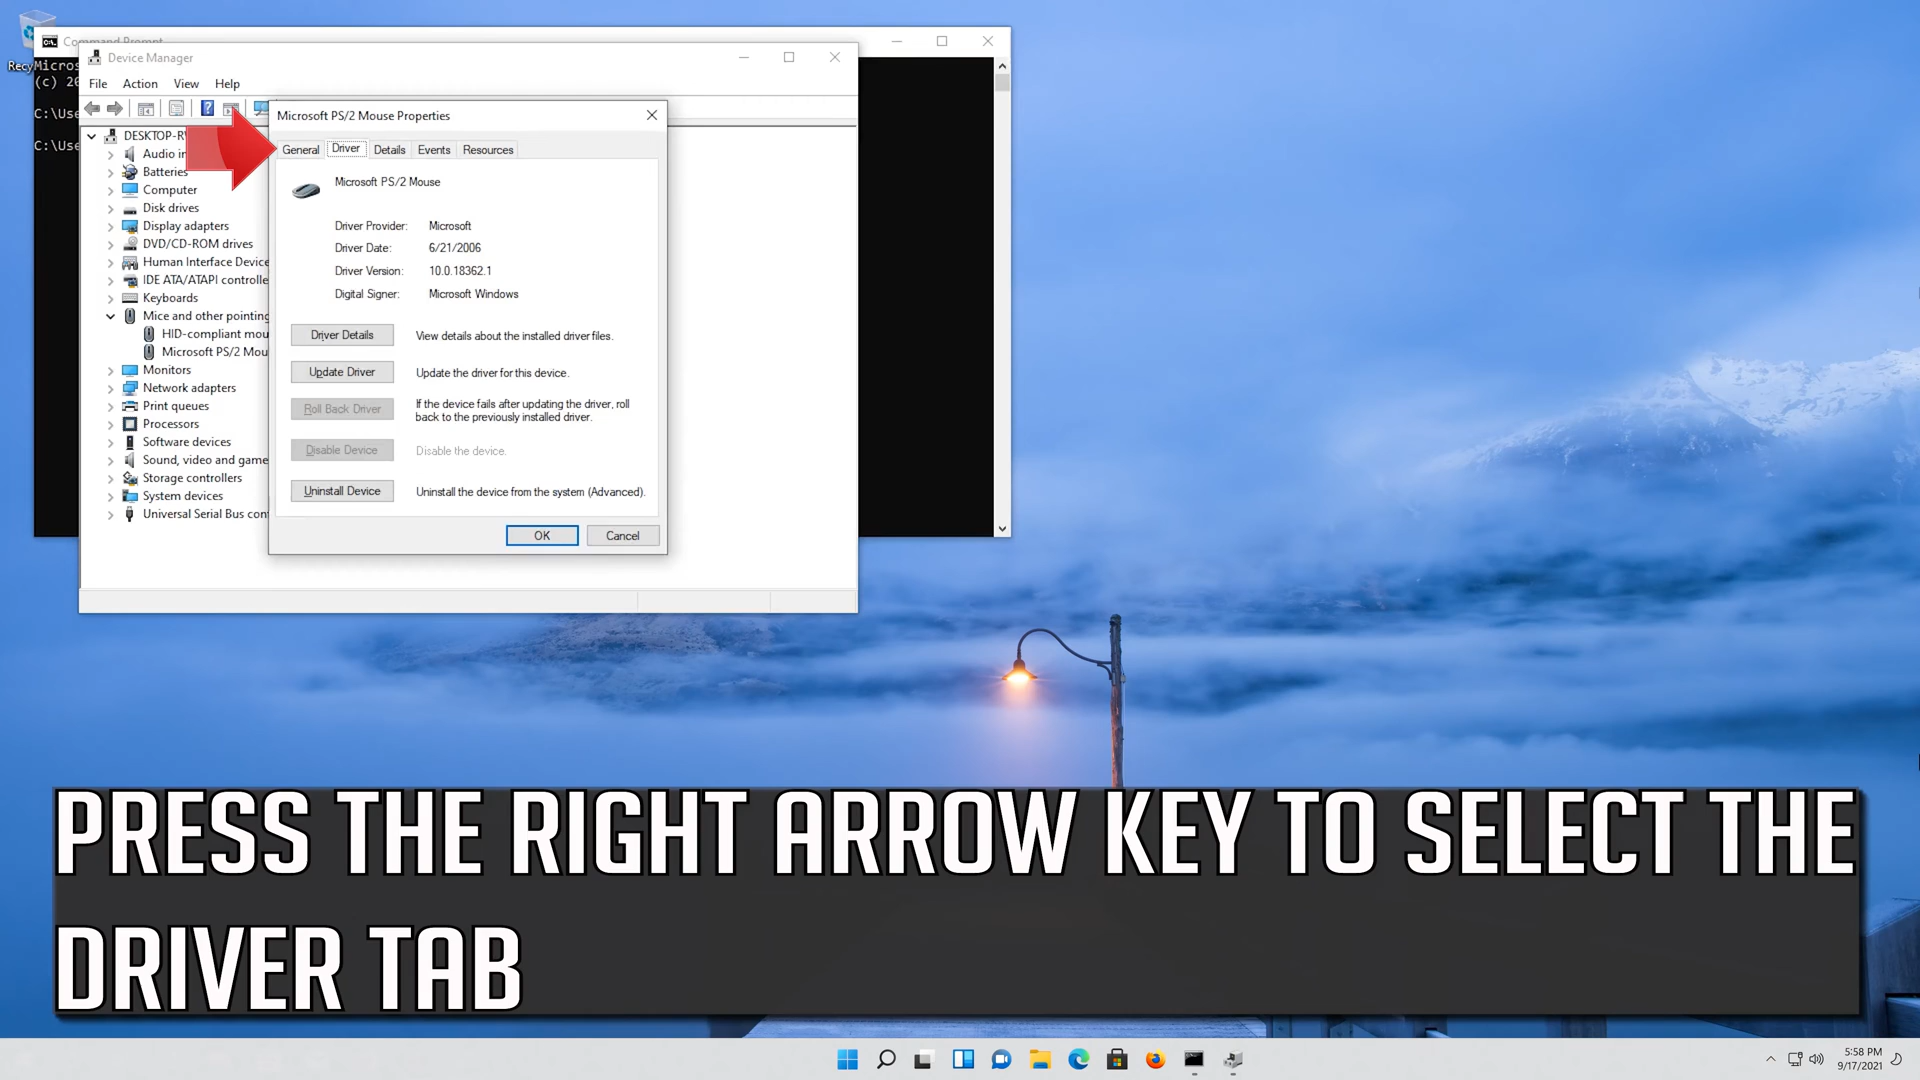 Command Prompt
Recy
Micros
(c) 20
C:\Use
C:\Use
Device Manager
File Action View Help
DESKTOP-R
Audio in
Batteries
Computer
Disk drives
Display adapters
DVD/CD-ROM drives
Human Interface Device
IDE ATA/ATAPI controlle
Keyboards
Mice and other pointing
HID-compliant mou
Microsoft PS/2 Mou
Monitors
Network adapters
Print queues
Processors
Software devices
Sound, video and game
Storage controllers
System devices
Universal Serial Bus con
Microsoft PS/2 Mouse Properties
General Driver Details Events Resources
Microsoft PS/2 Mouse
Driver Provider: Microsoft
Driver Date: 6/21/2006
Driver Version: 10.0.18362.1
Digital Signer: Microsoft Windows
Driver Details View details about the installed driver files.
Update Driver Update the driver for this device.
Roll Back Driver If the device fails after updating the driver, roll
back to the previously installed driver.
Disable Device Disable the device.
Uninstall Device Uninstall the device from the system (Advanced).
OK Cancel
PRESS THE RIGHT ARROW KEY TO SELECT THE
DRIVER TAB
5:58 PM
9/17/2021